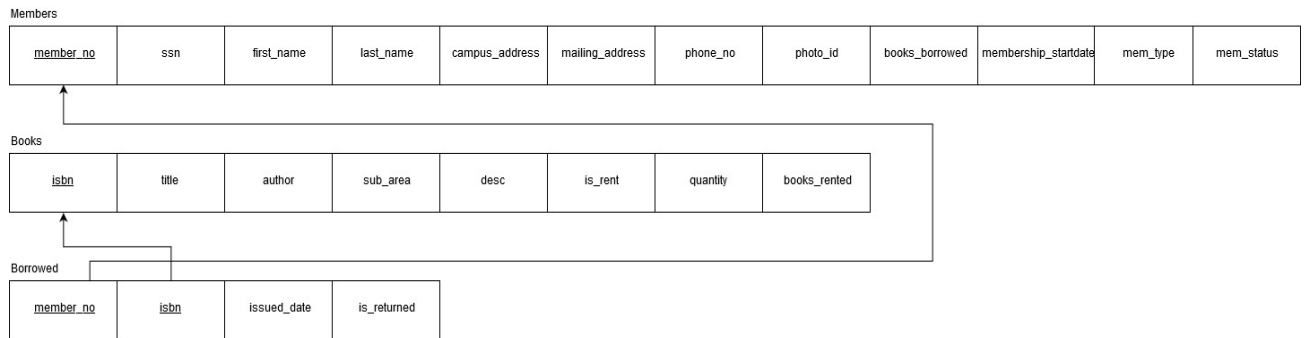 Members
member_no ssn first_name last_name campus_address mailing_address phone_no photo_id books_borrowed membership_startdate mem_type mem_status
Books
isbn title author sub_area desc is_rent quantity books_rented
Borrowed
member_no isbn issued_date is_returned